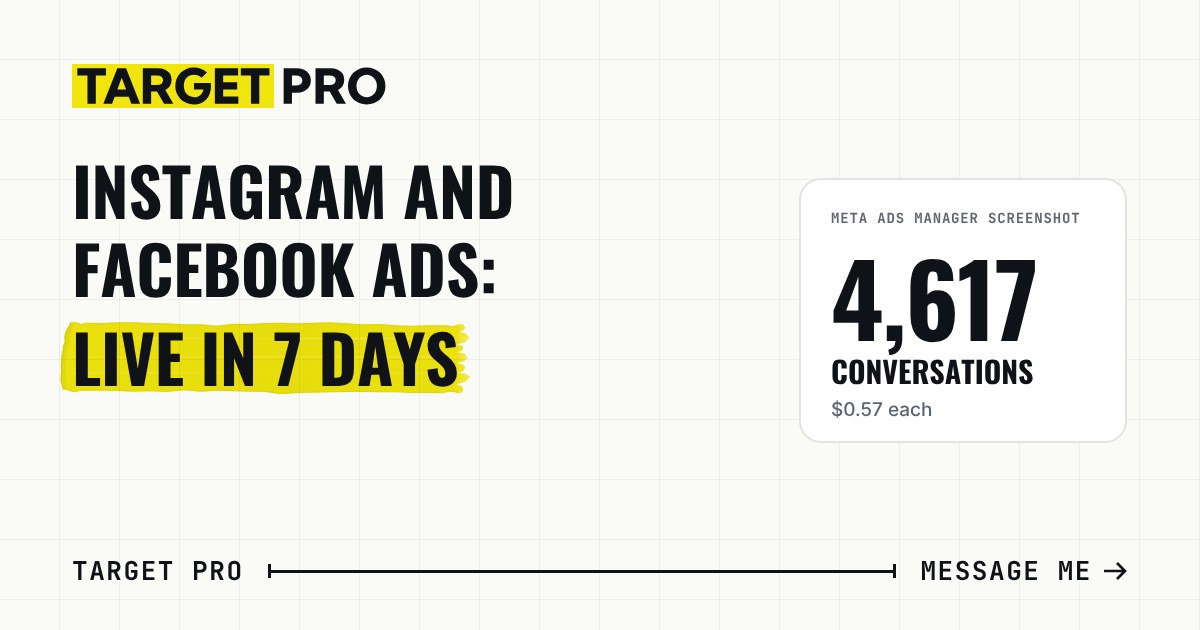 TARGET PRO
INSTAGRAM AND
FACEBOOK ADS:
LIVE IN 7 DAYS
META ADS MANAGER SCREENSHOT
4,617
CONVERSATIONS
$0.57 each
TARGET PRO
MESSAGE ME →